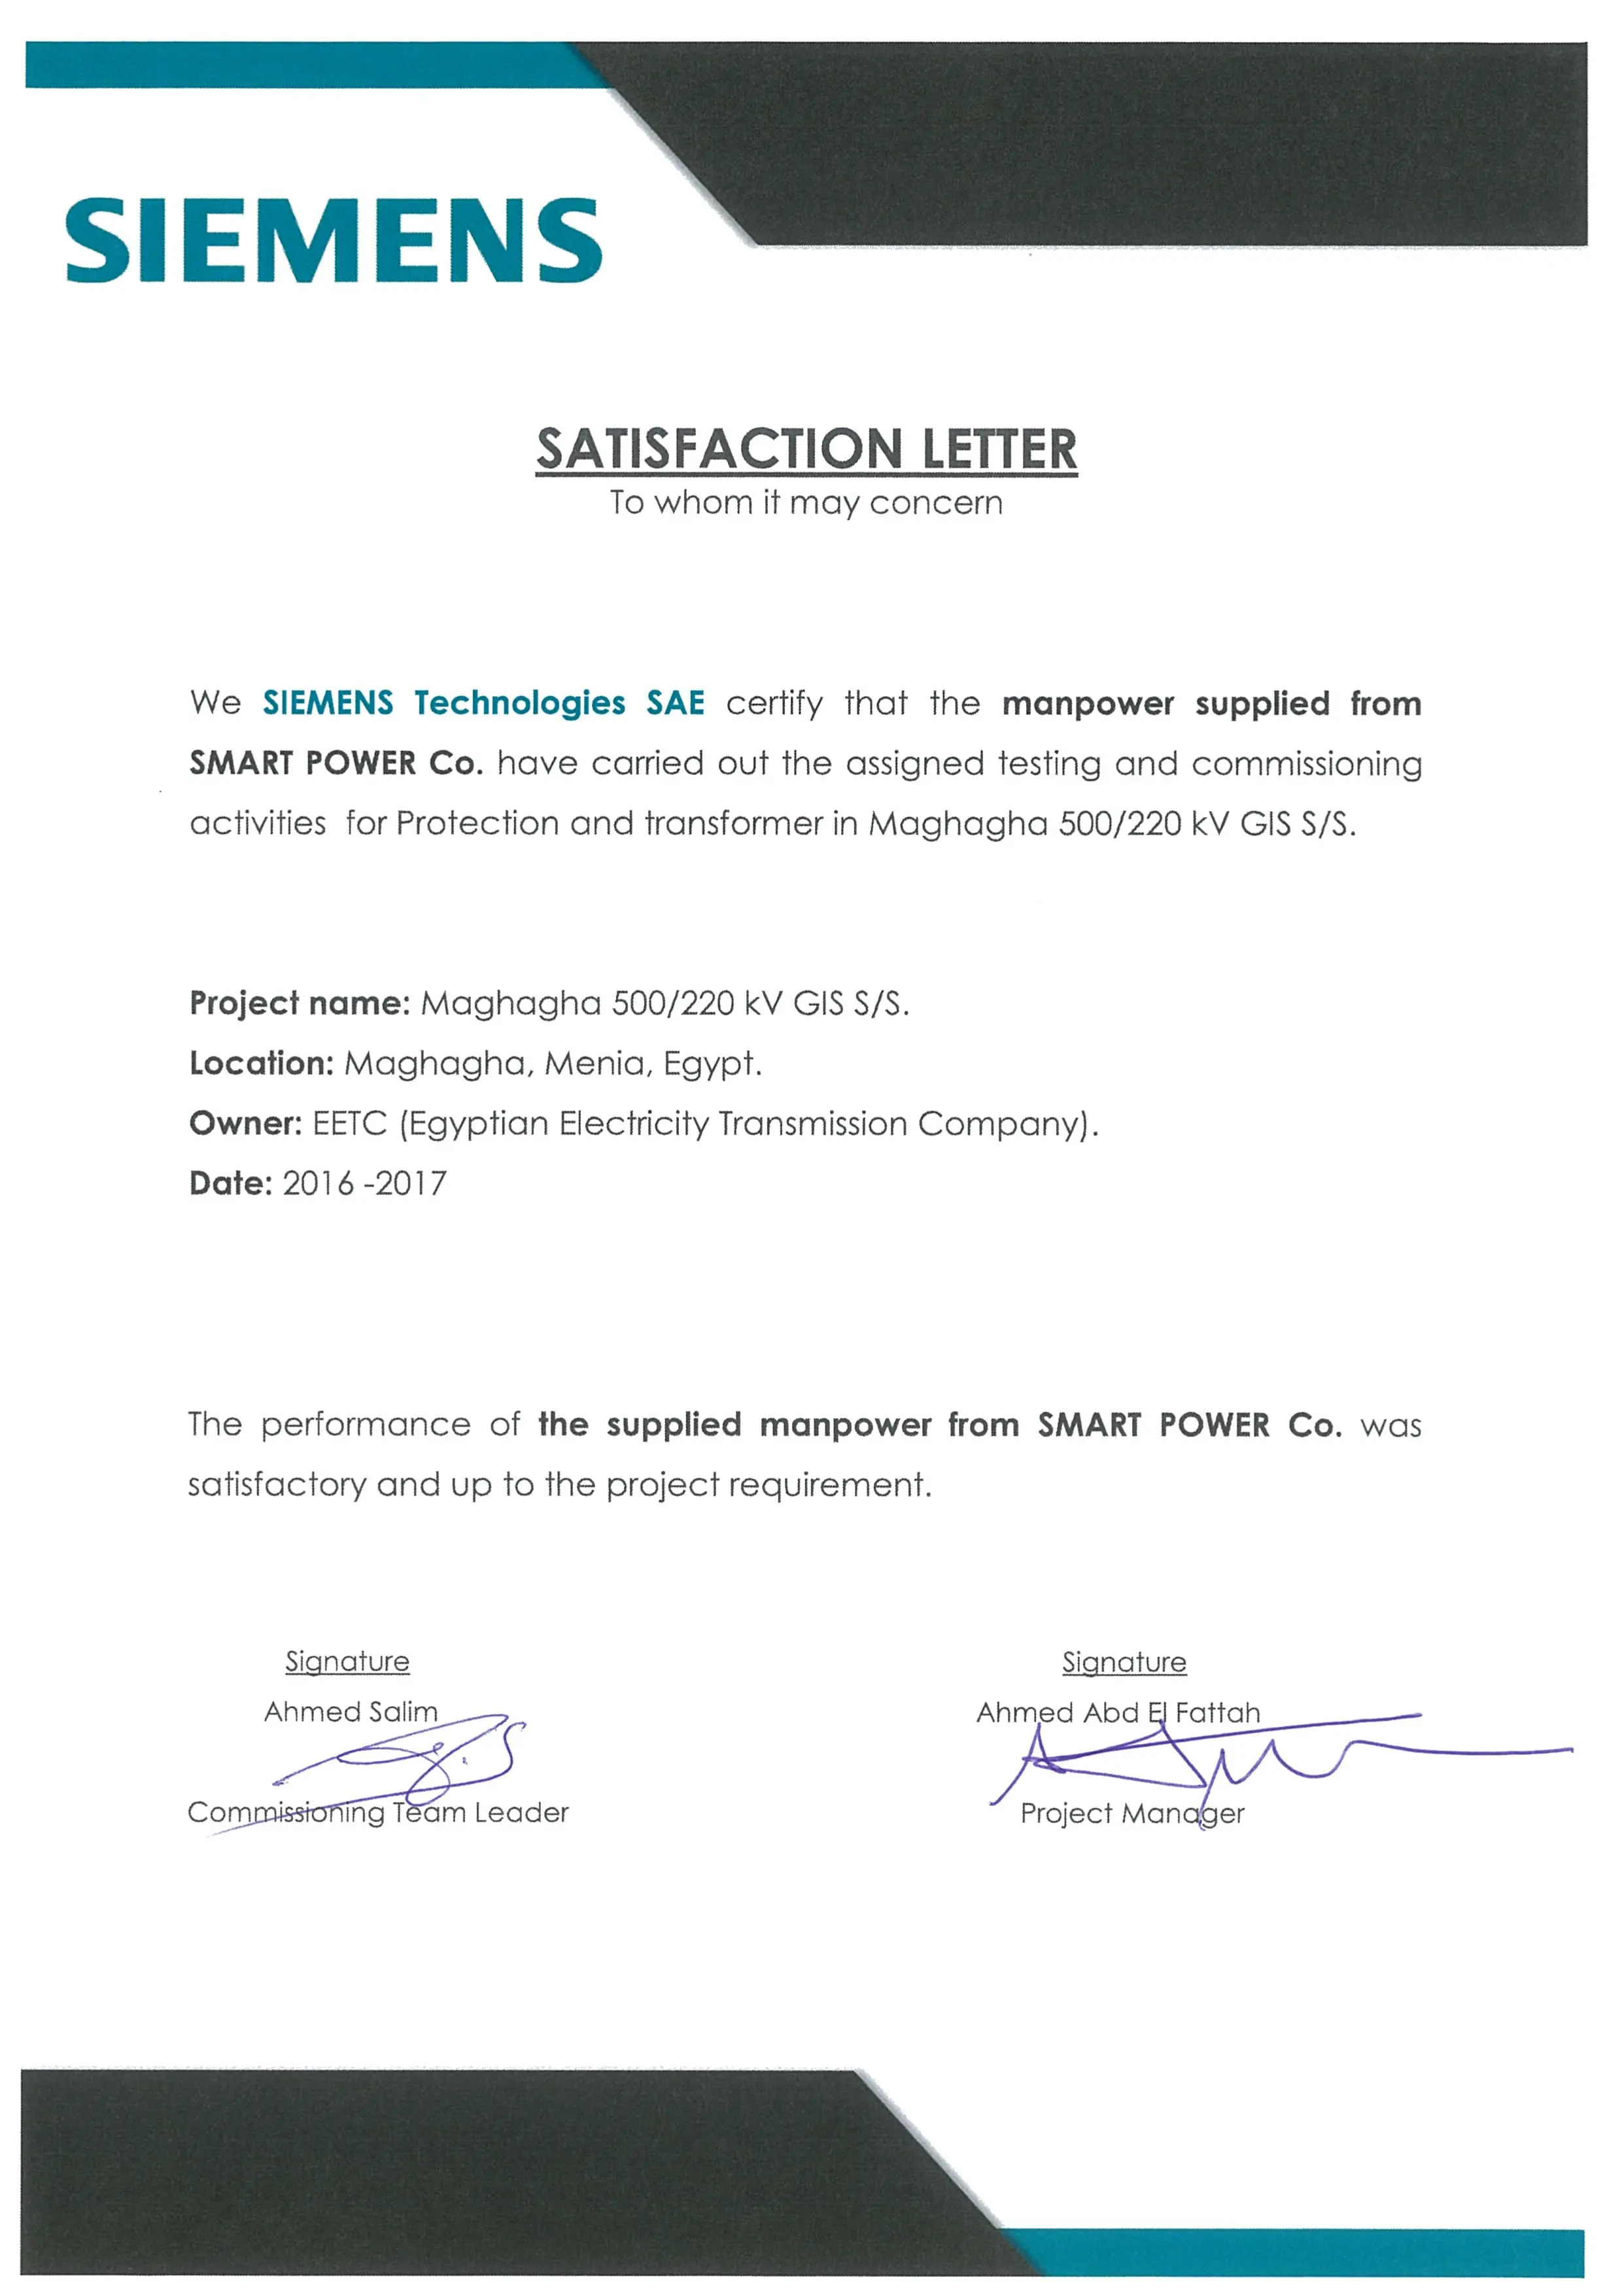 SIEMENS
SATISFACTION LETTER
To whom it may concern
We SIEMENS Technologies SAE certify that the manpower supplied from
SMART POWER Co. have carried out the assigned testing and commissioning
activities for Protection and transformer in Maghagha 500/220 kV GIS S/S.
Project name: Maghagha 500/220 kV GIS S/S.
Location: Maghagha, Menia, Egypt.
Owner: EETC (Egyptian Electricity Transmission Company).
Date: 2016 -2017
The performance of the supplied manpower from SMART POWER Co. was
satisfactory and up to the project requirement.
Signature
Ahmed Salim
Commissioning Team Leader
Signature
Ahmed Abd El Fattah
Project Manager